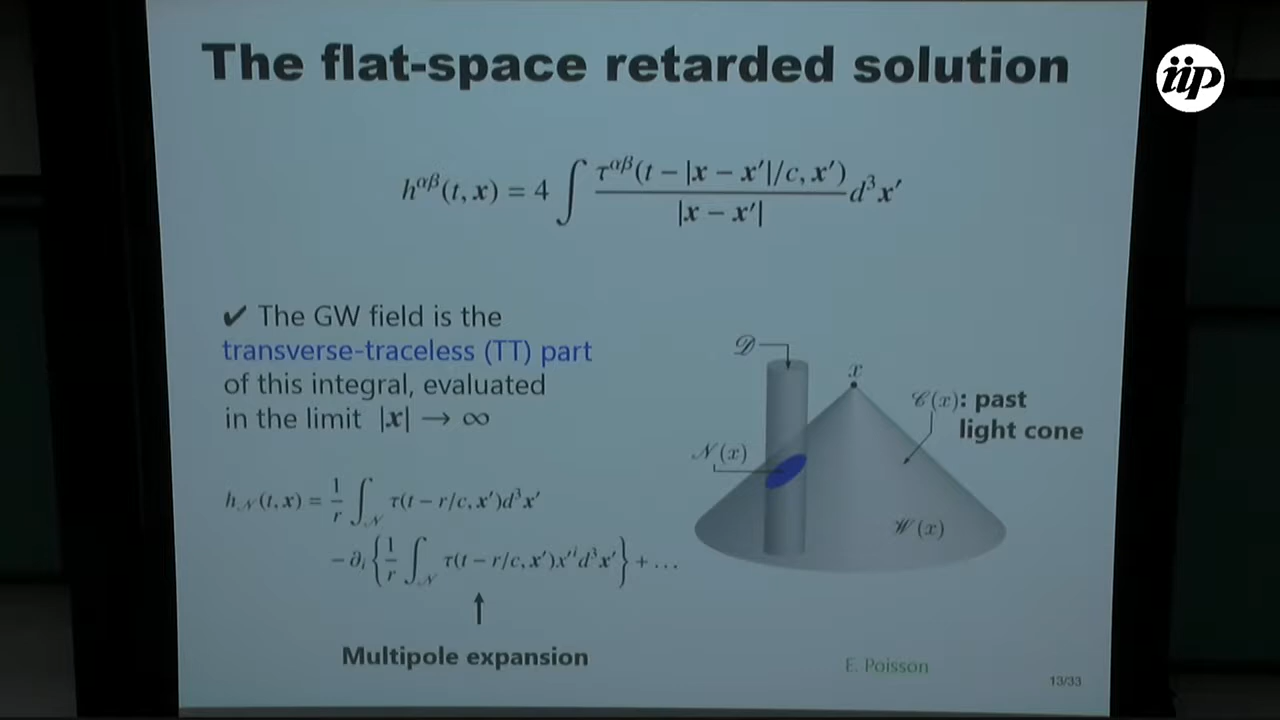 The flat-space retarded solution
iip
h^{αβ}(t, x) = 4 ∫ τ^{αβ}(t − |x − x′|/c, x′) / |x − x′| d³x′
✔ The GW field is the
transverse-traceless (TT) part
of this integral, evaluated
in the limit |x| → ∞
𝒟
x
𝒞(x): past
light cone
𝒩(x)
𝒲(x)
h_𝒩(t, x) = 1/r ∫_𝒩 τ(t − r/c, x′)d³x′
− ∂ᵢ {1/r ∫_𝒩 τ(t − r/c, x′)x′ⁱd³x′} + …
Multipole expansion
E. Poisson
13/33